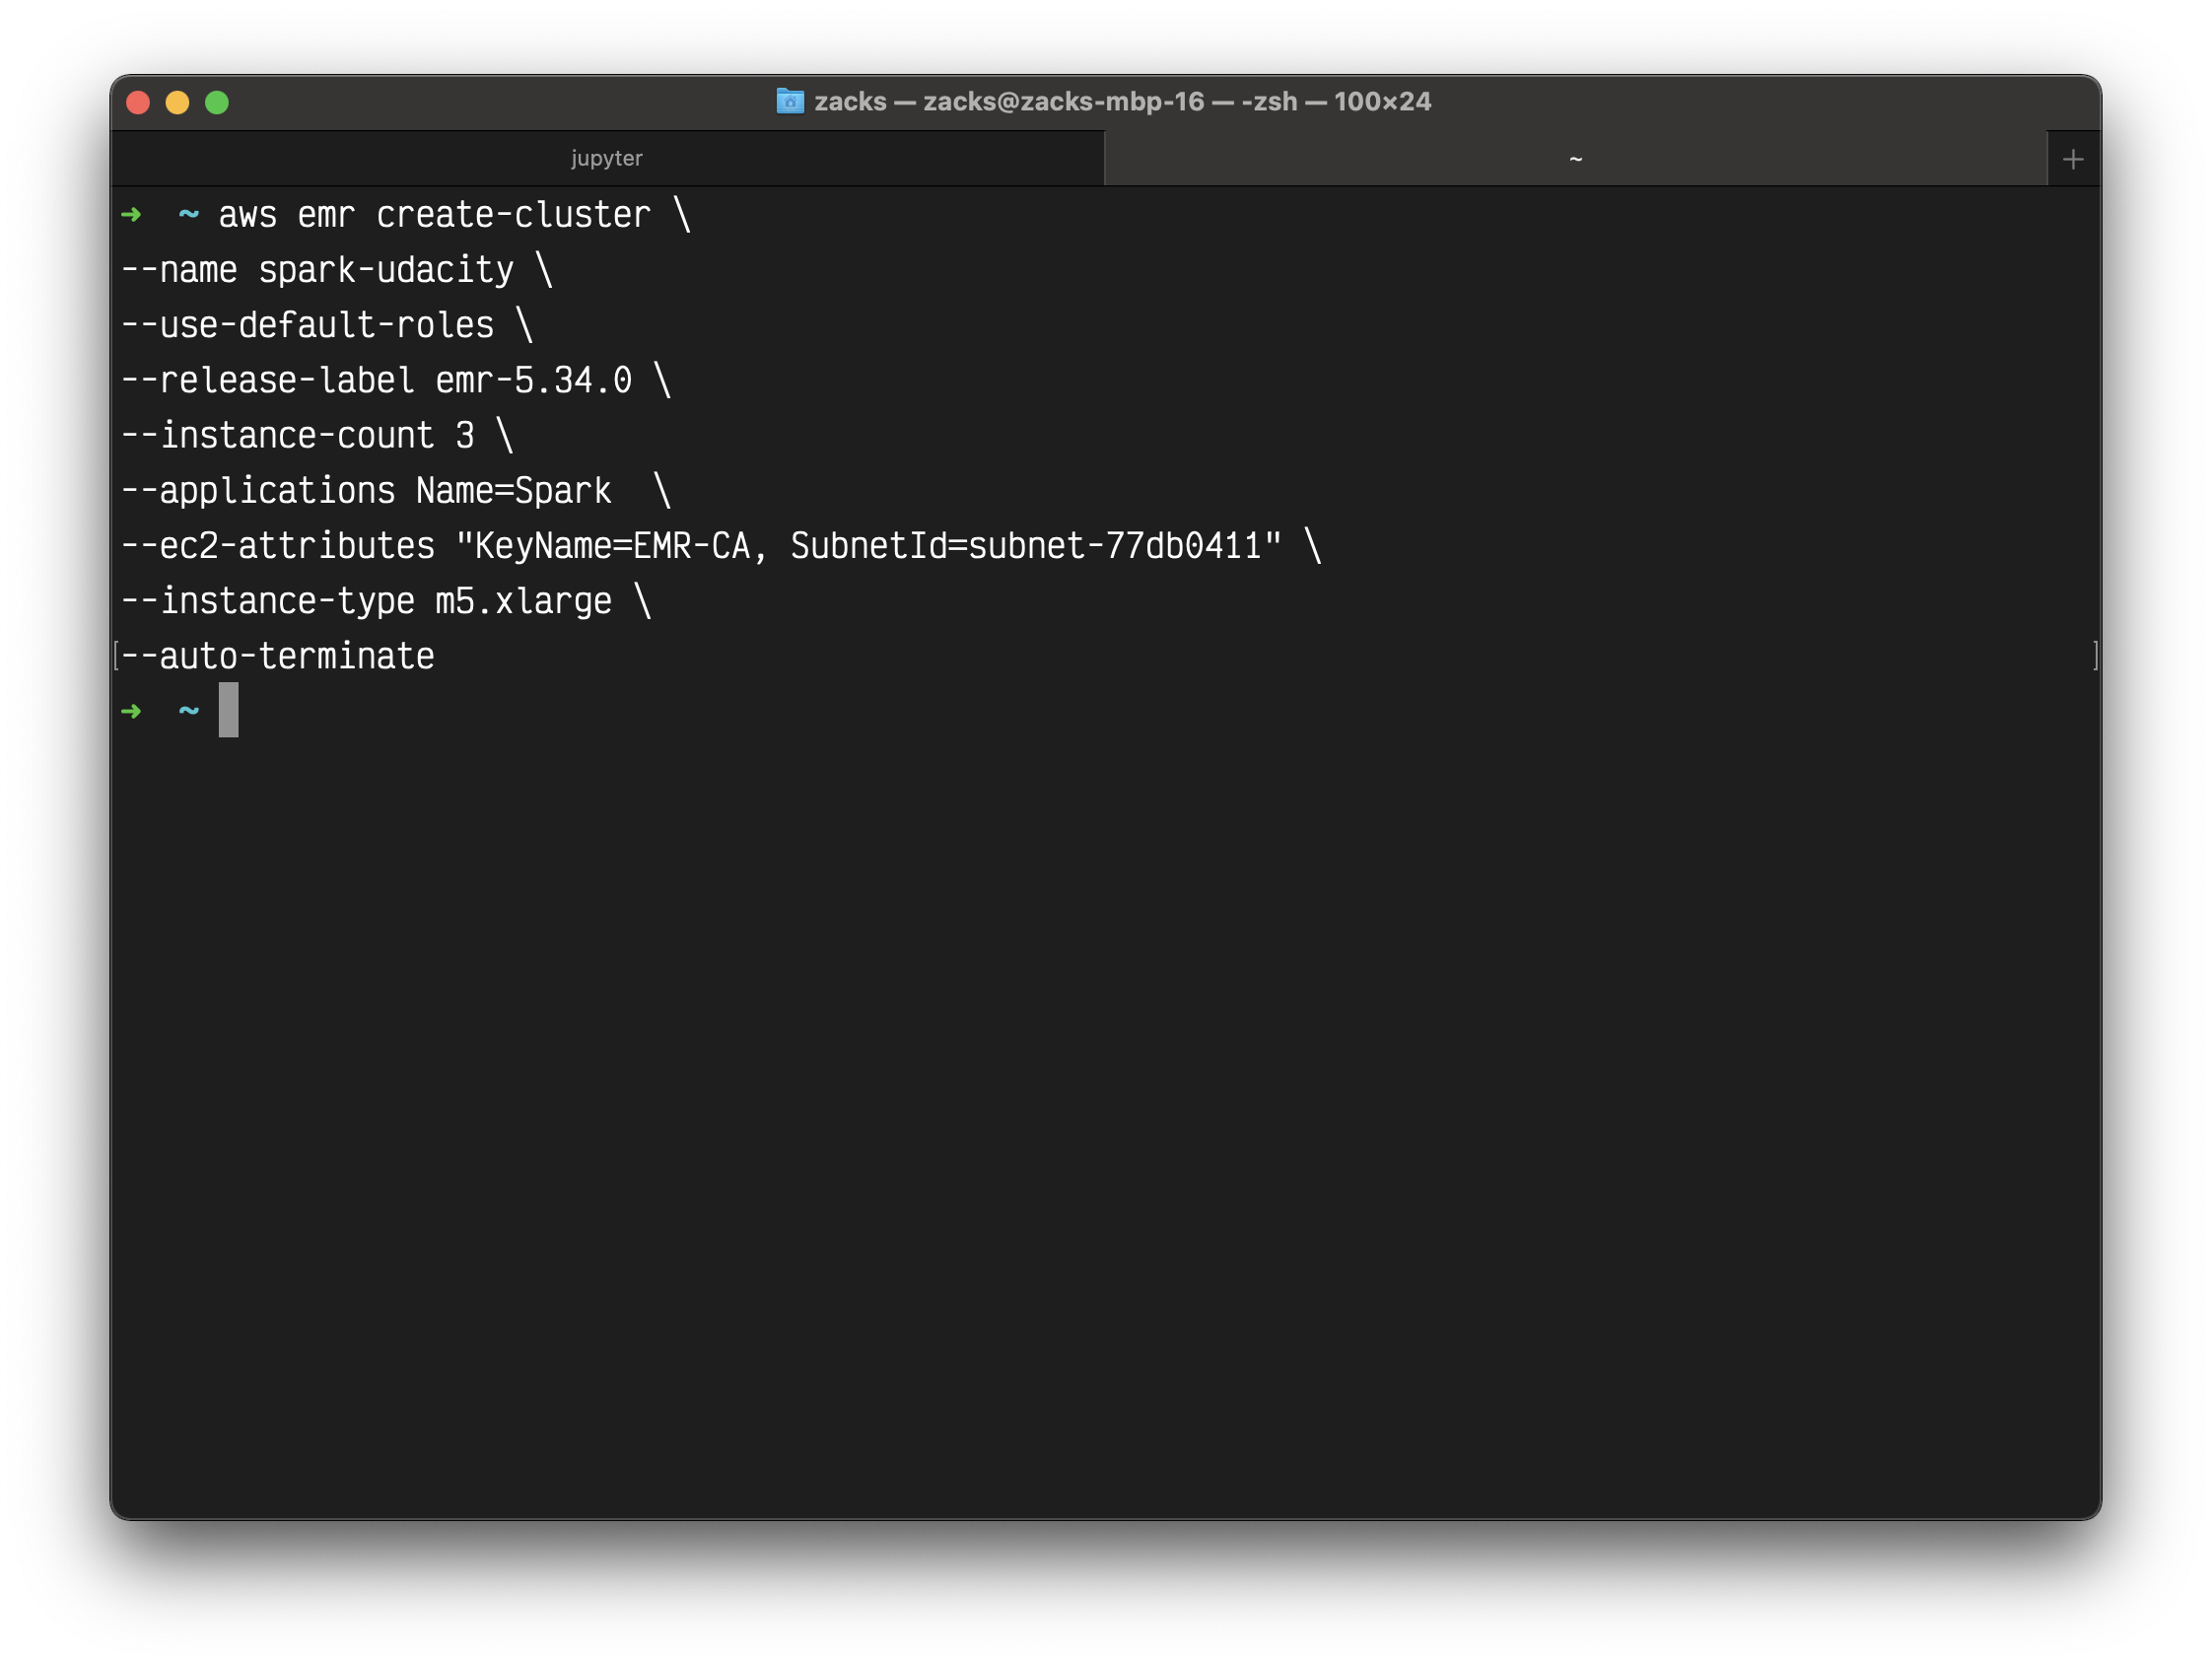 zacks — zacks@zacks-mbp-16 — -zsh — 100×24
jupyter ~ +
➜  ~ aws emr create-cluster \
--name spark-udacity \
--use-default-roles \
--release-label emr-5.34.0 \
--instance-count 3 \
--applications Name=Spark  \
--ec2-attributes "KeyName=EMR-CA, SubnetId=subnet-77db0411" \
--instance-type m5.xlarge \
[--auto-terminate ]
➜  ~